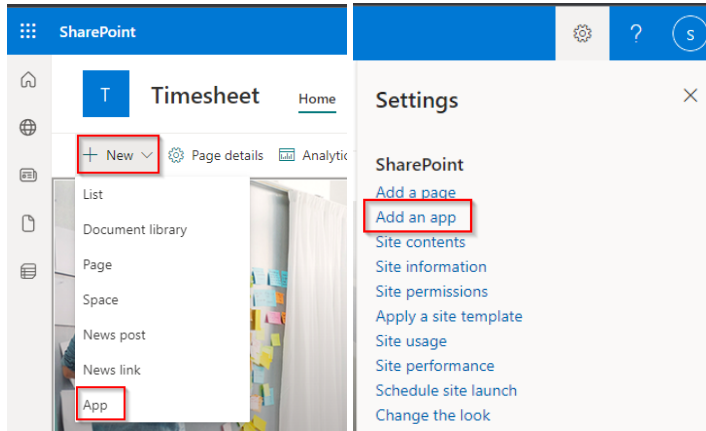 SharePoint
T
Timesheet
Home
New
Page details
Analytic
List
Document library
Page
Space
News post
News link
App
?
S
Settings
SharePoint
Add a page
Add an app
Site contents
Site information
Site permissions
Apply a site template
Site usage
Site performance
Schedule site launch
Change the look